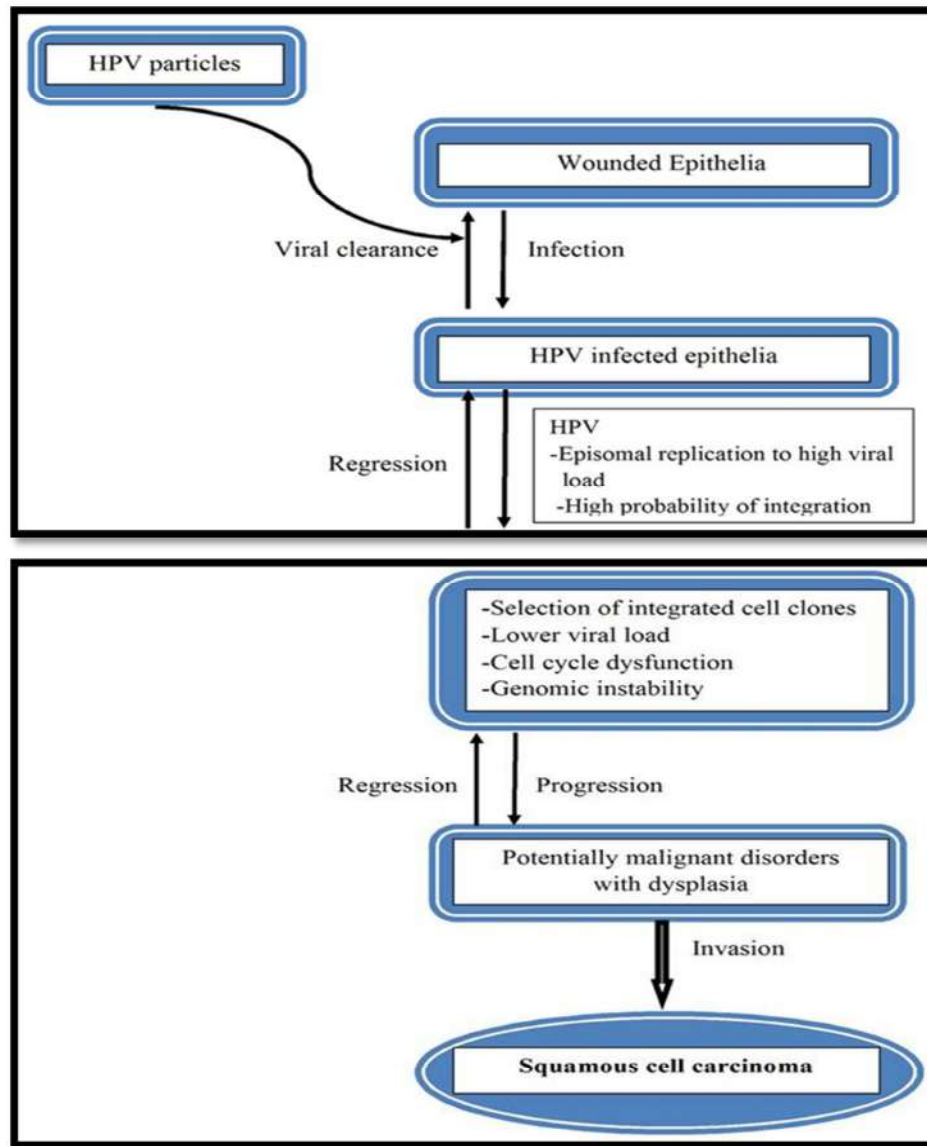 HPV particles
Wounded Epithelia
Viral clearance
Infection
HPV infected epithelia
Regression
HPV
-Episomal replication to high viral
load
-High probability of integration
-Selection of integrated cell clones
-Lower viral load
-Cell cycle dysfunction
-Genomic instability
Regression
Progression
Potentially malignant disorders
with dysplasia
Invasion
Squamous cell carcinoma